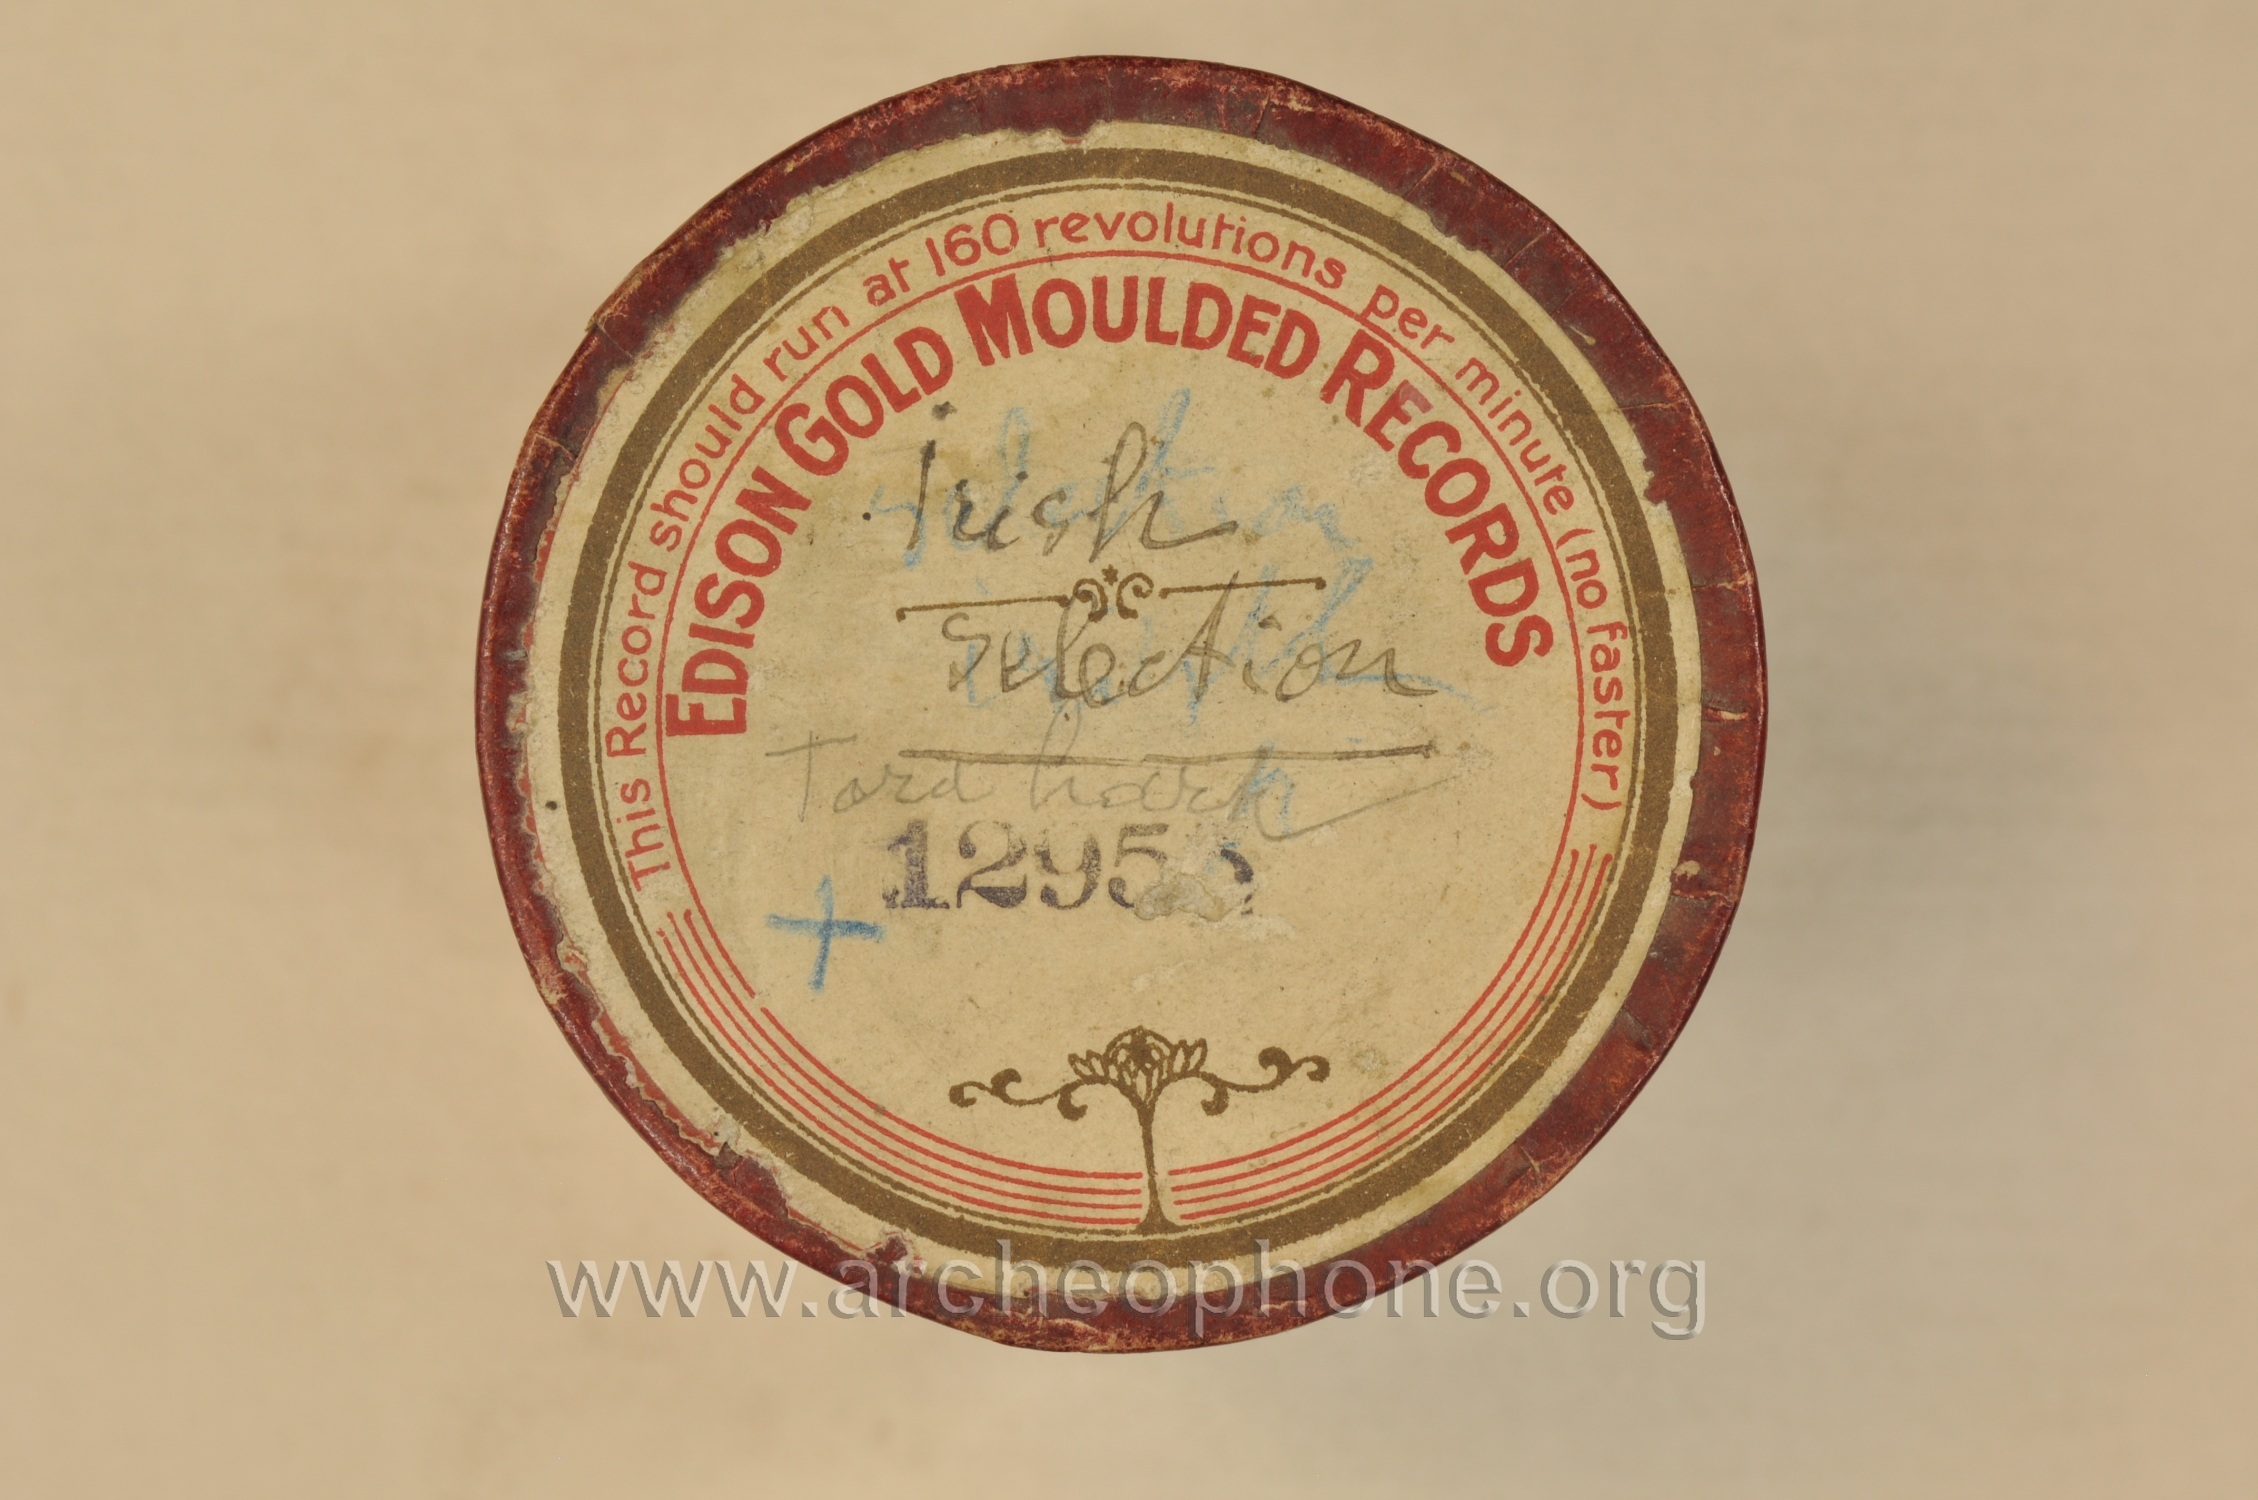 This Record should run at 160 revolutions per minute (no faster)
EDISON GOLD MOULDED RECORDS
Irish
Selection
1295
+
www.archeophone.org